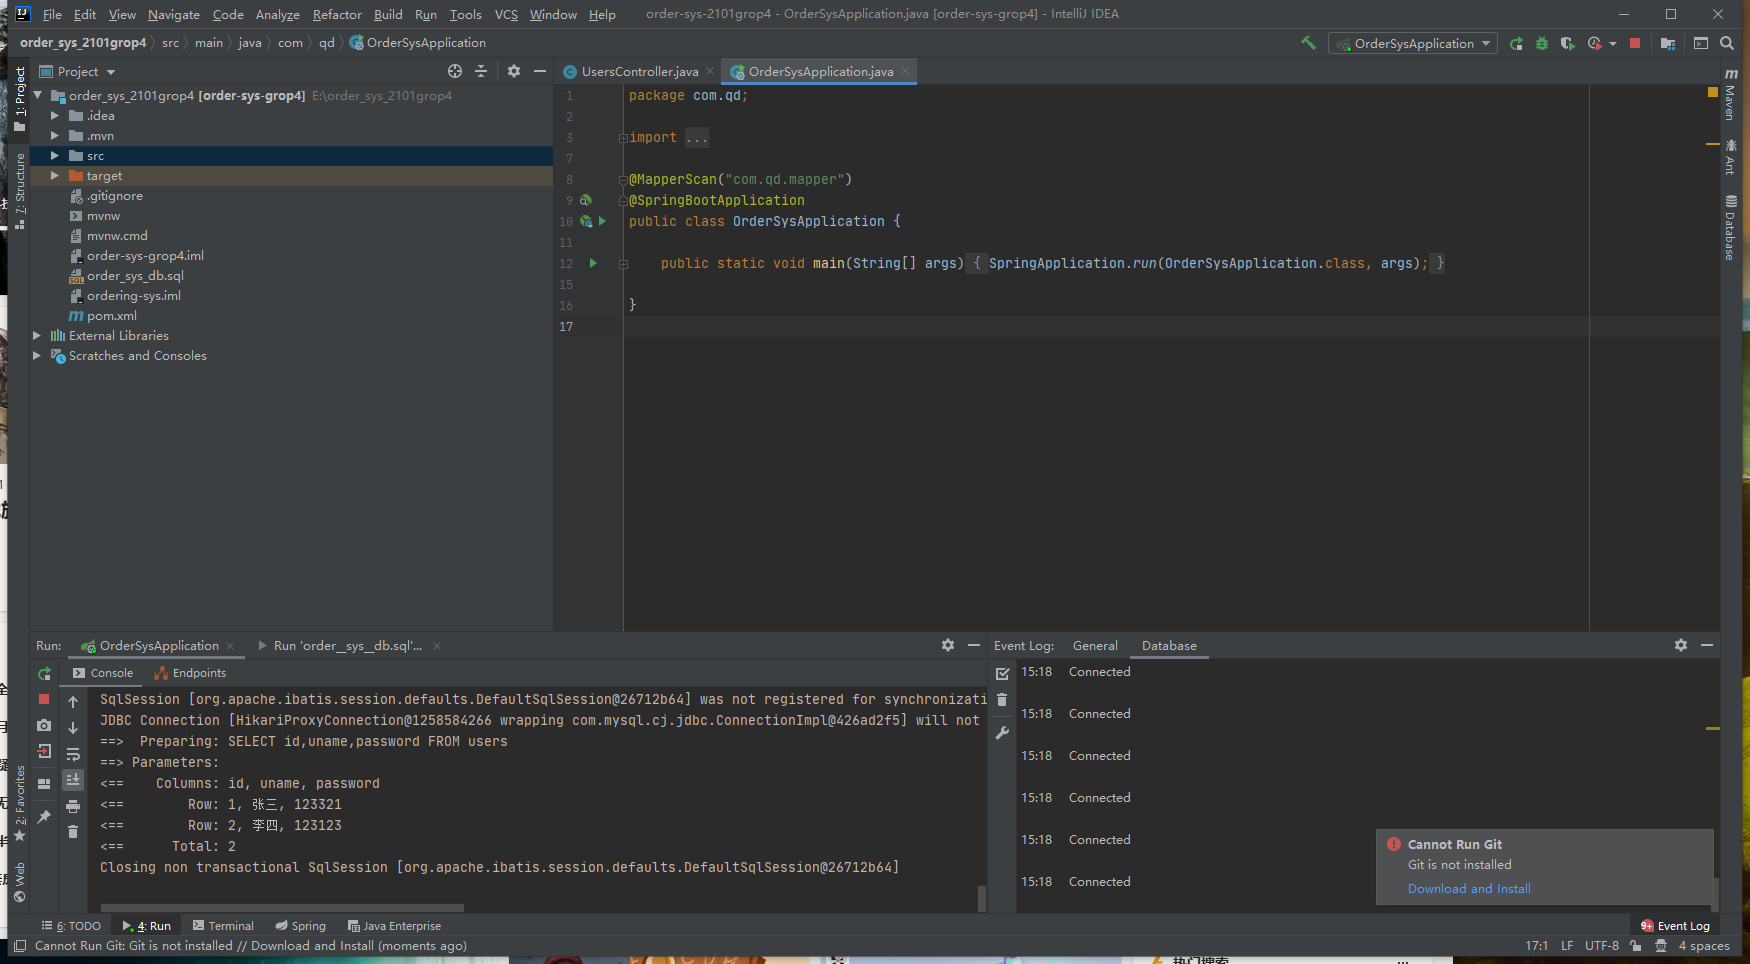 File Edit View Navigate Code Analyze Refactor Build Run Tools VCS Window Help order-sys-2101grop4 - OrderSysApplication.java [order-sys-grop4] - IntelliJ IDEA
order_sys_2101grop4 src main java com qd OrderSysApplication OrderSysApplication
Project
UsersController.java OrderSysApplication.java
1: Project
7: Structure
2: Favorites
Web
order_sys_2101grop4 [order-sys-grop4] E:\order_sys_2101grop4
.idea
.mvn
src
target
.gitignore
mvnw
mvnw.cmd
order-sys-grop4.iml
order_sys_db.sql
ordering-sys.iml
pom.xml
External Libraries
Scratches and Consoles
1 package com.qd;
2
3 import ...
7
8 @MapperScan("com.qd.mapper")
9 @SpringBootApplication
10 public class OrderSysApplication {
11
12 public static void main(String[] args) { SpringApplication.run(OrderSysApplication.class, args); }
15
16 }
17
Maven
Ant
Database
Run: OrderSysApplication Run 'order__sys__db.sql'...
Console Endpoints
SqlSession [org.apache.ibatis.session.defaults.DefaultSqlSession@26712b64] was not registered for synchronizati
JDBC Connection [HikariProxyConnection@1258584266 wrapping com.mysql.cj.jdbc.ConnectionImpl@426ad2f5] will not
==> Preparing: SELECT id,uname,password FROM users
==> Parameters:
<== Columns: id, uname, password
<== Row: 1, 张三, 123321
<== Row: 2, 李四, 123123
<== Total: 2
Closing non transactional SqlSession [org.apache.ibatis.session.defaults.DefaultSqlSession@26712b64]
Event Log: General Database
15:18 Connected
15:18 Connected
15:18 Connected
15:18 Connected
15:18 Connected
15:18 Connected
Cannot Run Git
Git is not installed
Download and Install
6: TODO 4: Run Terminal Spring Java Enterprise 9+ Event Log
Cannot Run Git: Git is not installed // Download and Install (moments ago) 17:1 LF UTF-8 4 spaces